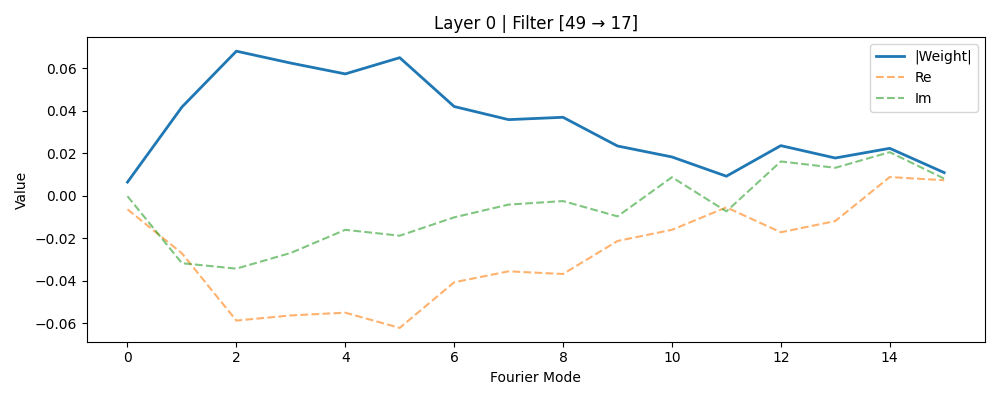 Layer 0 | Filter [49 → 17]
|Weight|
Re
Im
Value
0.06
0.04
0.02
0.00
−0.02
−0.04
−0.06
0 2 4 6 8 10 12 14
Fourier Mode